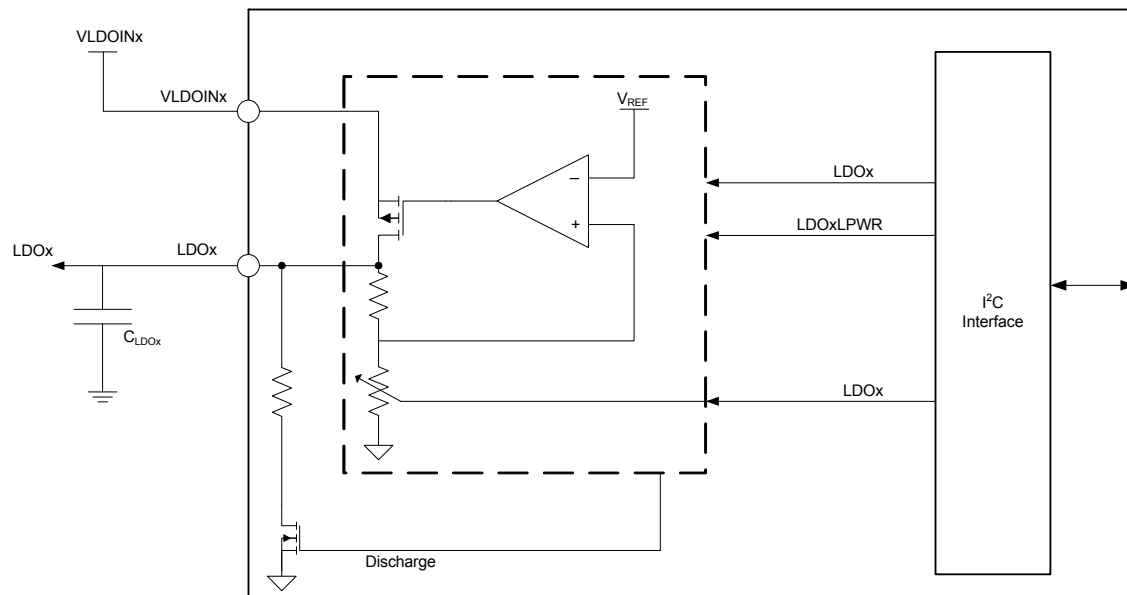 VLDOINx
VLDOINx
VREF
−
+
LDOx
LDOxLPWR
LDOx
LDOx
CLDOx
I²C
Interface
LDOx
Discharge